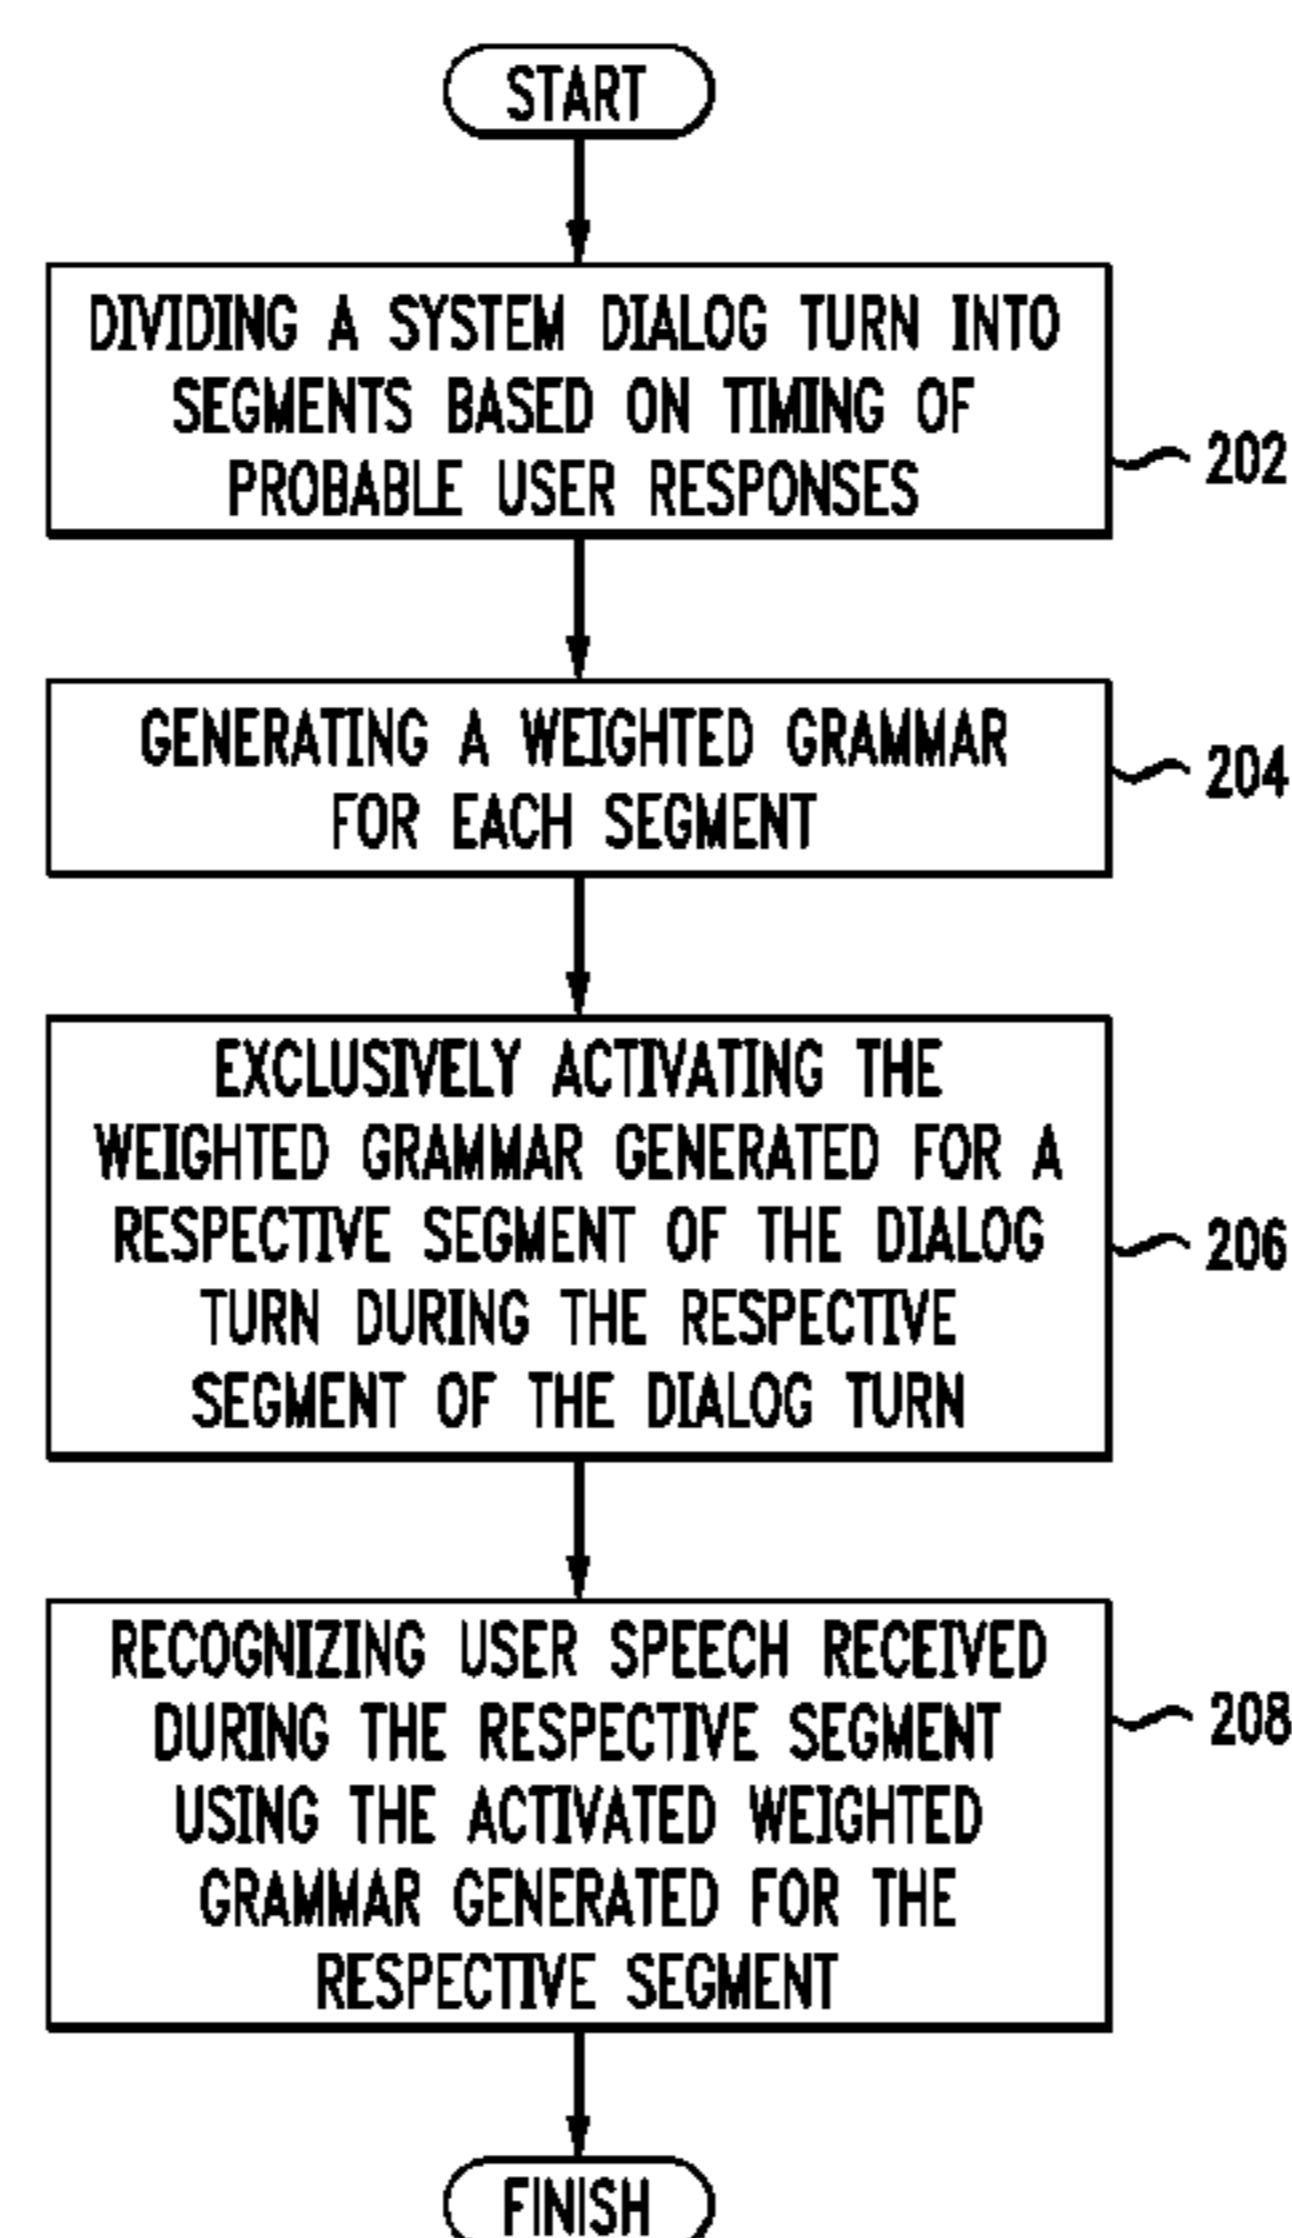 START
DIVIDING A SYSTEM DIALOG TURN INTO
SEGMENTS BASED ON TIMING OF
PROBABLE USER RESPONSES
202
GENERATING A WEIGHTED GRAMMAR
FOR EACH SEGMENT
204
EXCLUSIVELY ACTIVATING THE
WEIGHTED GRAMMAR GENERATED FOR A
RESPECTIVE SEGMENT OF THE DIALOG
TURN DURING THE RESPECTIVE
SEGMENT OF THE DIALOG TURN
206
RECOGNIZING USER SPEECH RECEIVED
DURING THE RESPECTIVE SEGMENT
USING THE ACTIVATED WEIGHTED
GRAMMAR GENERATED FOR THE
RESPECTIVE SEGMENT
208
FINISH